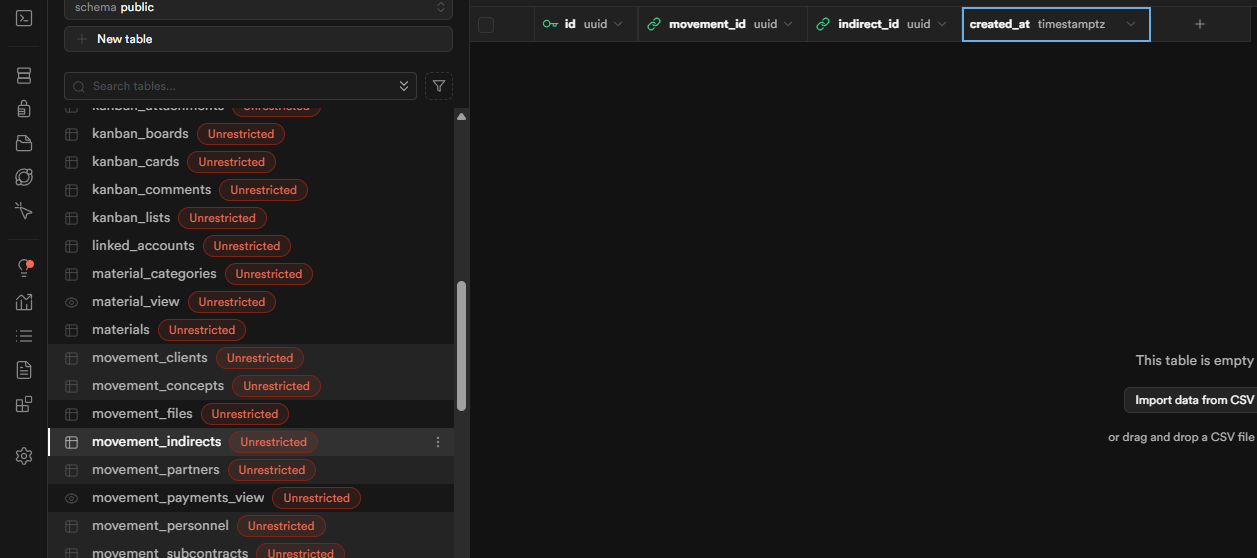 schema public
New table
Search tables...
kanban_attachments Unrestricted
kanban_boards Unrestricted
kanban_cards Unrestricted
kanban_comments Unrestricted
kanban_lists Unrestricted
linked_accounts Unrestricted
material_categories Unrestricted
material_view Unrestricted
materials Unrestricted
movement_clients Unrestricted
movement_concepts Unrestricted
movement_files Unrestricted
movement_indirects Unrestricted
movement_partners Unrestricted
movement_payments_view Unrestricted
movement_personnel Unrestricted
movement_subcontracts Unrestricted
id uuid movement_id uuid indirect_id uuid created_at timestamptz
This table is empty
Import data from CSV
or drag and drop a CSV file